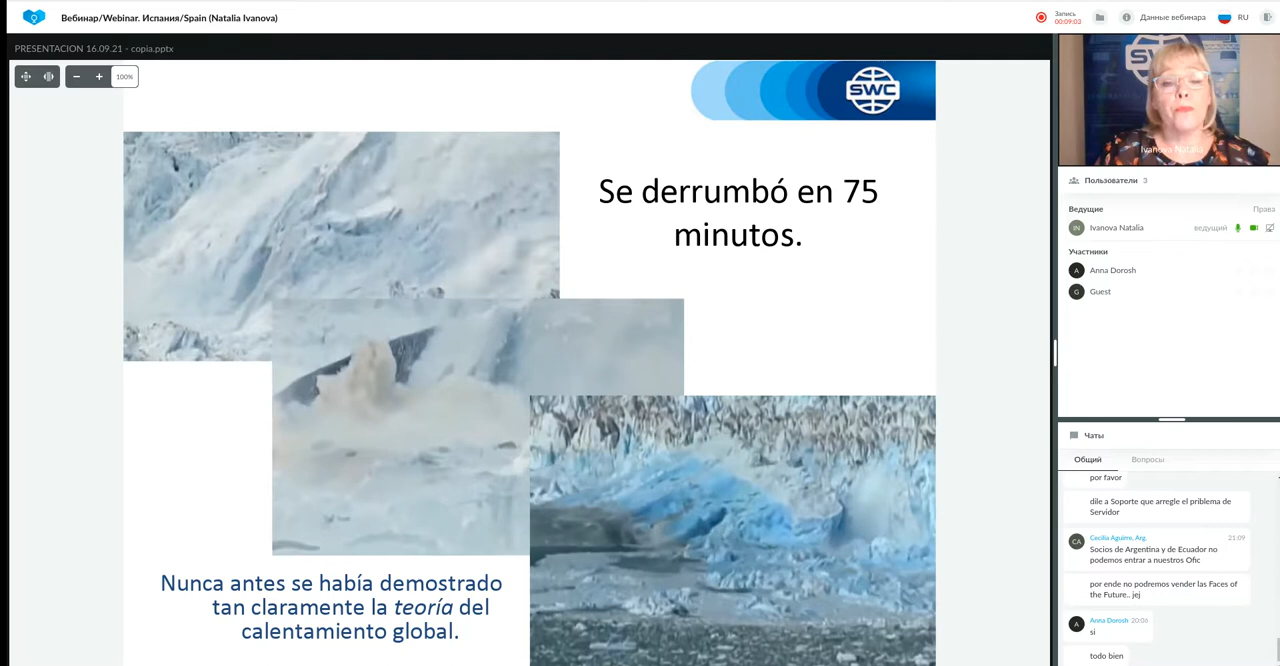 Вебинар/Webinar. Испания/Spain (Natalia Ivanova)
Запись
00:09:03
Данные вебинара
RU
PRESENTACION 16.09.21 - copia.pptx
100%
SWC
Se derrumbó en 75
minutos.
Nunca antes se había demostrado
tan claramente la teoría del
calentamiento global.
Ivanova Natalia
Пользователи 3
Ведущие
Права
IN
Ivanova Natalia
ведущий
Участники
A
Anna Dorosh
G
Guest
Чаты
Общий
Вопросы
por favor
dile a Soporte que arregle el priblema de
Servidor
CA
Cecilia Aguirre, Arg.
21:09
Socios de Argentina y de Ecuador no
podemos entrar a nuestros Ofic
por ende no podremos vender las Faces of
the Future.. jej
A
Anna Dorosh 20:06
si
todo bien